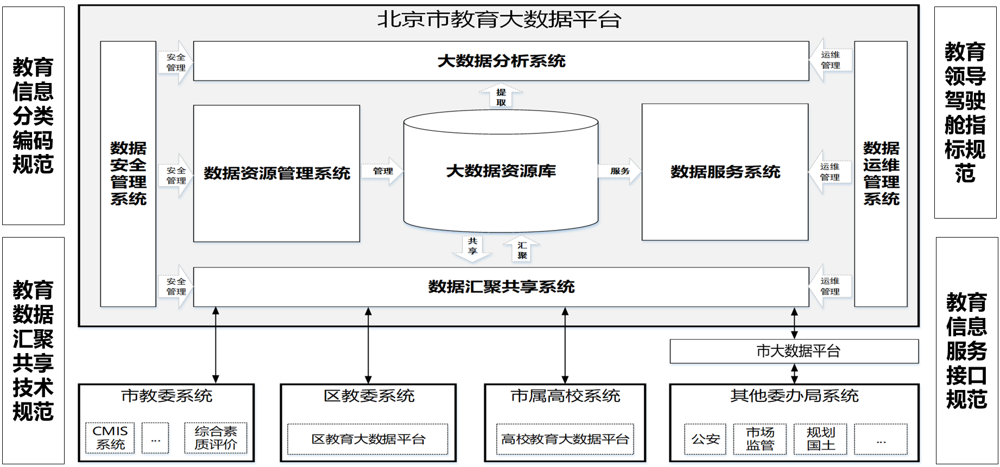 北京市教育大数据平台
教育
信息
分类
编码
规范
教育
数据
汇聚
共享
技术
规范
数据
安全
管理
系统
安全
管理
大数据分析系统
运维
管理
提
取
安全
管理
数据资源管理系统
管理
大数据资源库
服务
数据服务系统
运维
管理
共
享
汇
聚
安全
管理
数据汇聚共享系统
运维
管理
数据
运维
管理
系统
教育
领导
驾驶
舱指
标规
范
教育
信息
服务
接口
规范
市大数据平台
市教委系统
CMIS
系统
...
综合素
质评价
区教委系统
区教育大数据平台
市属高校系统
高校教育大数据平台
其他委办局系统
公安
市场
监管
规划
国土
...